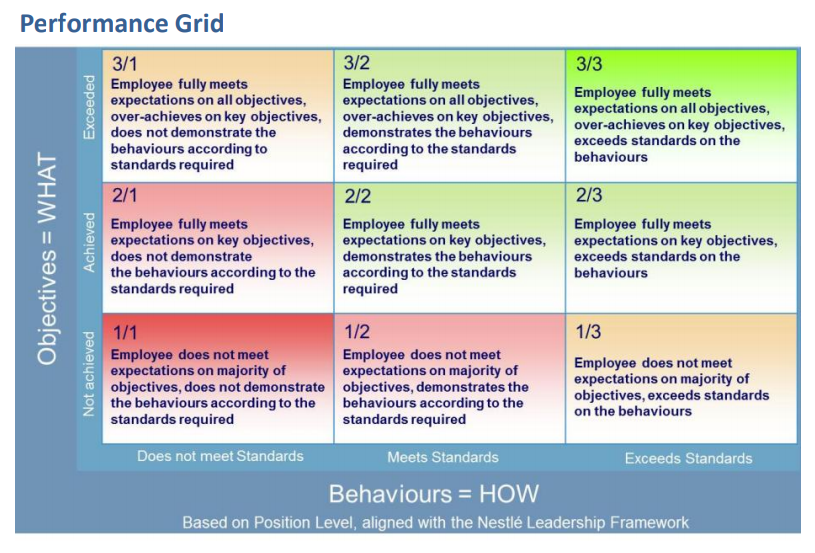 Performance Grid
Objectives = WHAT
Exceeded
3/1
Employee fully meets
expectations on all objectives,
over-achieves on key objectives,
does not demonstrate the
behaviours according to
standards required
3/2
Employee fully meets
expectations on all objectives,
over-achieves on key objectives,
demonstrates the behaviours
according to the standards
required
3/3
Employee fully meets
expectations on all objectives,
over-achieves on key objectives,
exceeds standards on the
behaviours
Achieved
2/1
Employee fully meets
expectations on key objectives,
does not demonstrate
the behaviours according to the
standards required
2/2
Employee fully meets
expectations on key objectives,
demonstrates the behaviours
according to the standards
required
2/3
Employee fully meets
expectations on key objectives,
exceeds standards on the
behaviours
Not achieved
1/1
Employee does not meet
expectations on majority of
objectives, does not demonstrate
the behaviours according to the
standards required
1/2
Employee does not meet
expectations on majority of
objectives, demonstrates the
behaviours according to the
standards required
1/3
Employee does not meet
expectations on majority of
objectives, exceeds standards
on the behaviours
Does not meet Standards
Meets Standards
Exceeds Standards
Behaviours = HOW
Based on Position Level, aligned with the Nestlé Leadership Framework